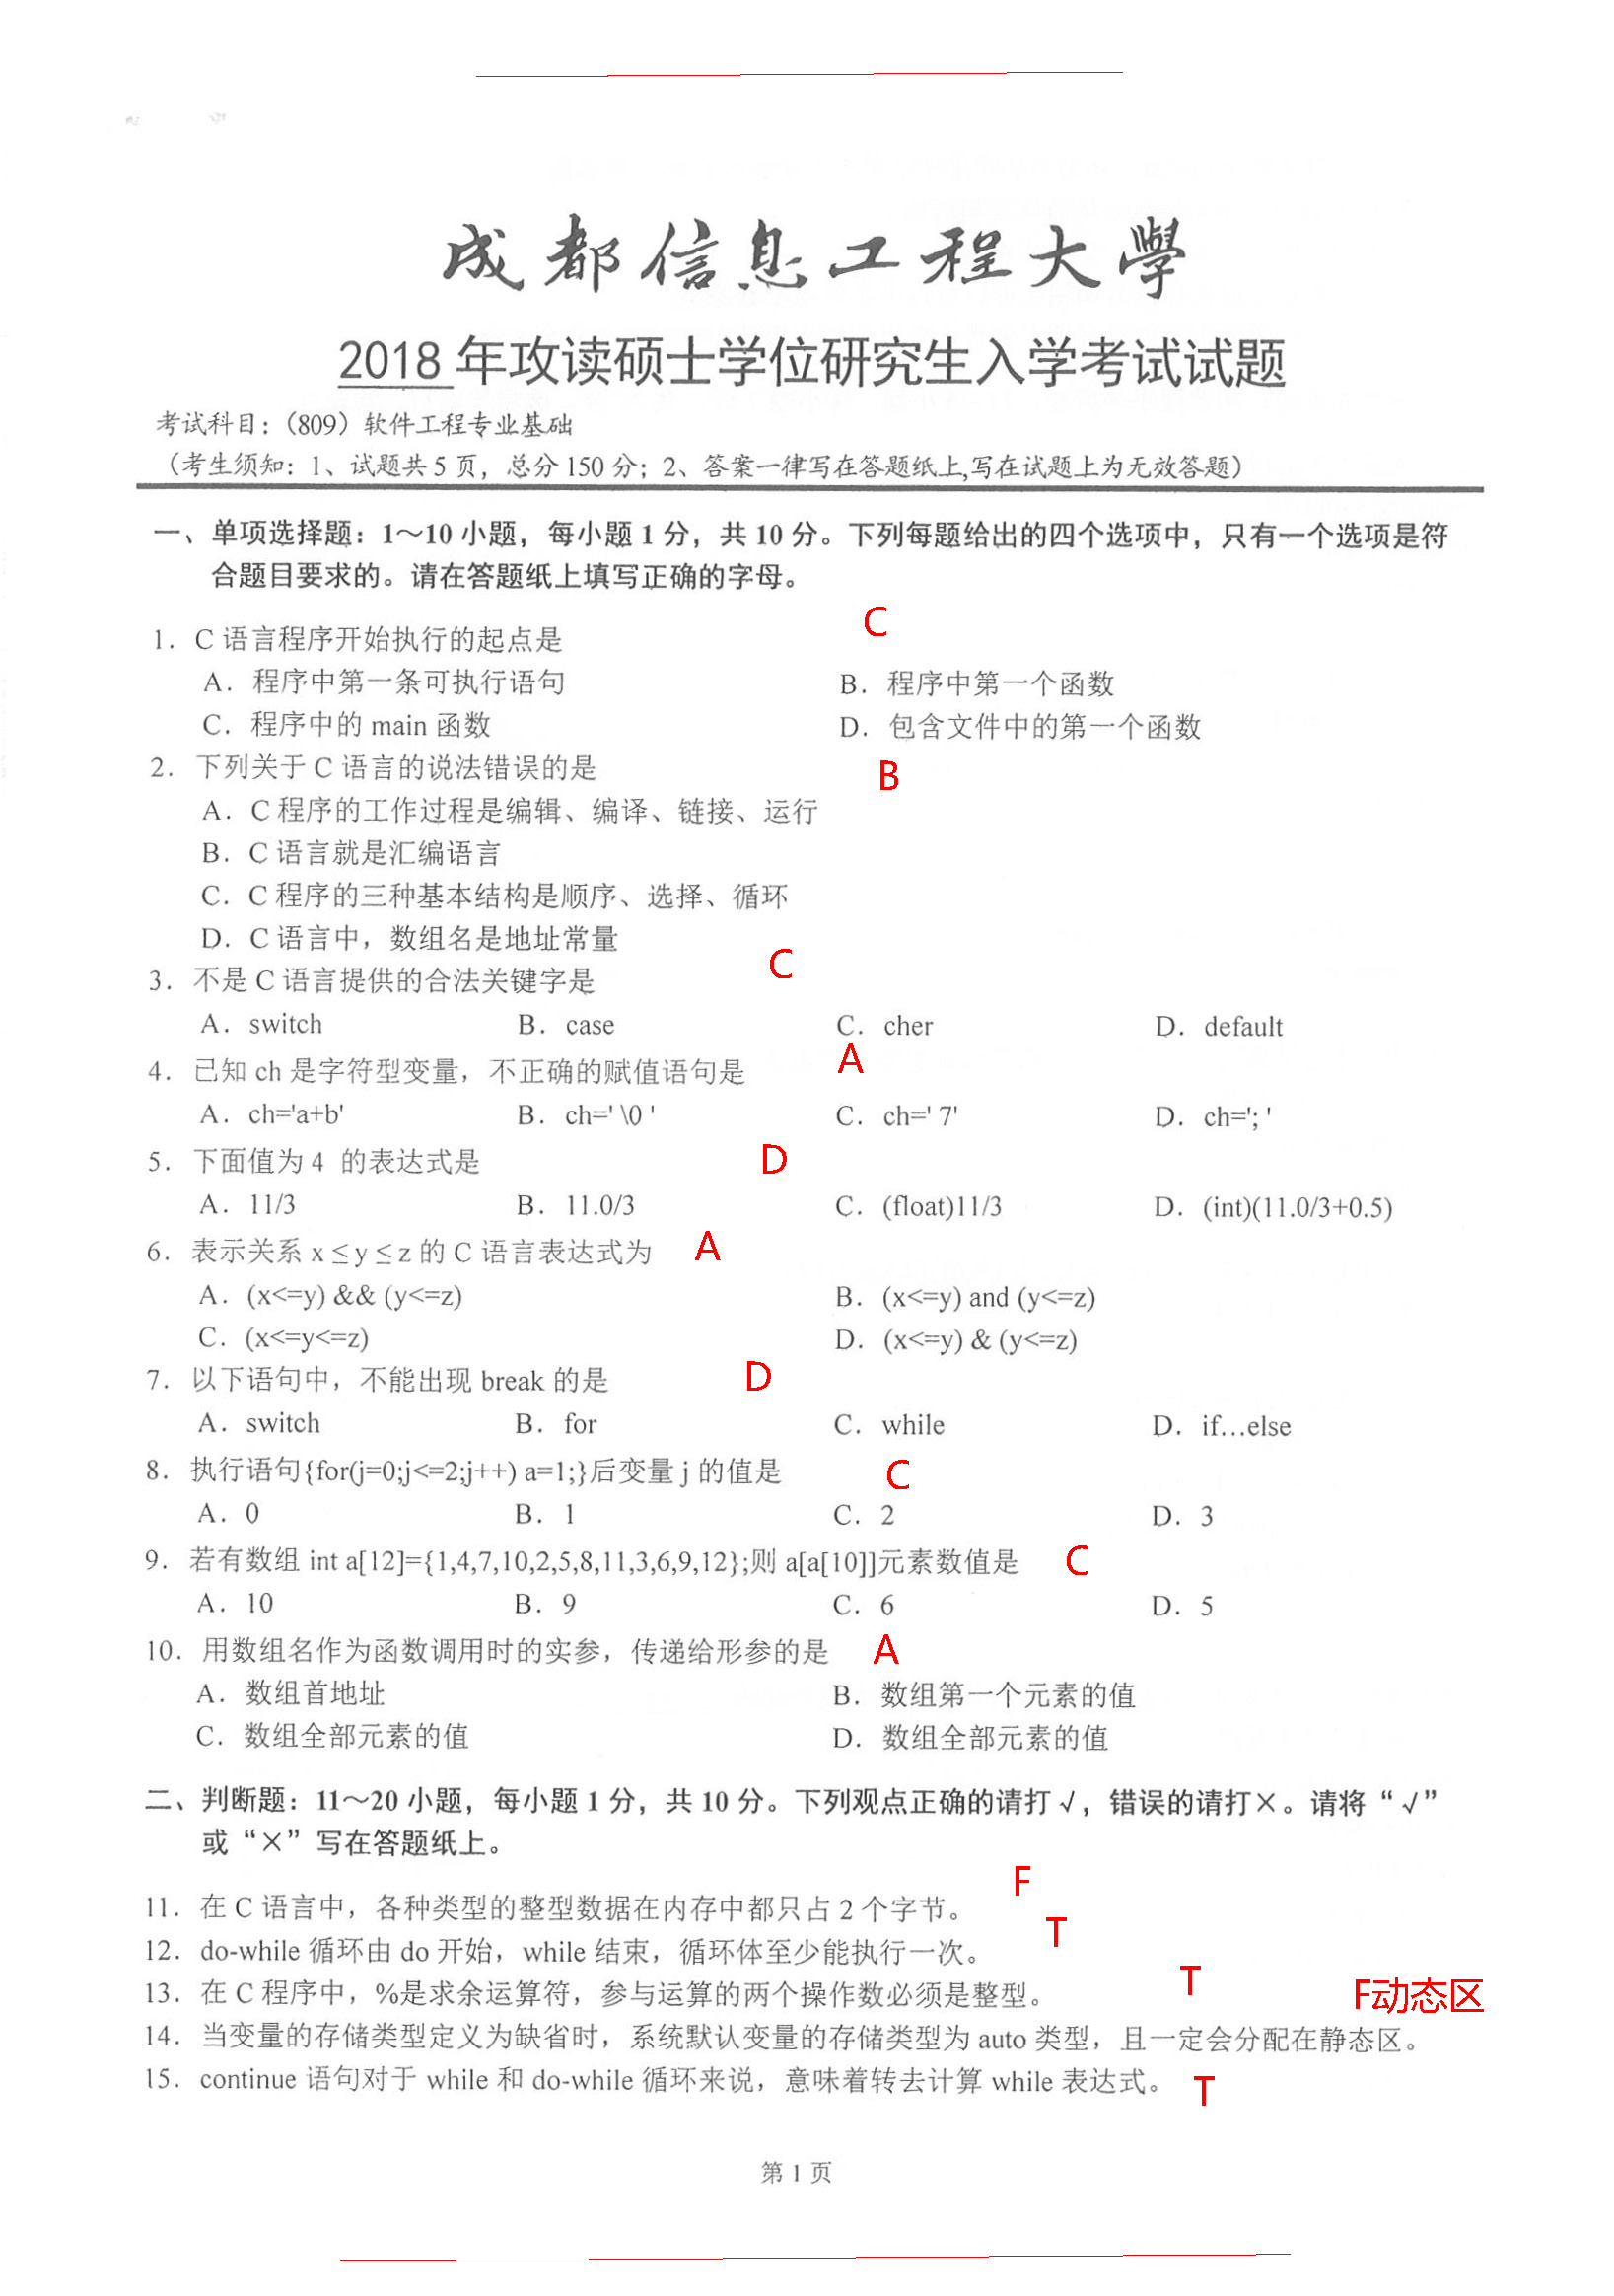 成都信息工程大學
2018 年攻读硕士学位研究生入学考试试题
考试科目：（809）软件工程专业基础
（考生须知：1、试题共 5 页，总分 150 分；2、答案一律写在答题纸上,写在试题上为无效答题）
一、单项选择题：1～10 小题，每小题 1 分，共 10 分。下列每题给出的四个选项中，只有一个选项是符
合题目要求的。请在答题纸上填写正确的字母。
1．C 语言程序开始执行的起点是 C
A．程序中第一条可执行语句 B．程序中第一个函数
C．程序中的 main 函数 D．包含文件中的第一个函数
2．下列关于 C 语言的说法错误的是 B
A．C 程序的工作过程是编辑、编译、链接、运行
B．C 语言就是汇编语言
C．C 程序的三种基本结构是顺序、选择、循环
D．C 语言中，数组名是地址常量
3．不是 C 语言提供的合法关键字是 C
A．switch B．case C．cher D．default
4．已知 ch 是字符型变量，不正确的赋值语句是 A
A．ch='a+b' B．ch=' \0 ' C．ch=' 7' D．ch='; '
5．下面值为 4 的表达式是 D
A．11/3 B．11.0/3 C．(float)11/3 D．(int)(11.0/3+0.5)
6．表示关系 x ≤ y ≤ z 的 C 语言表达式为 A
A．(x<=y) && (y<=z) B．(x<=y) and (y<=z)
C．(x<=y<=z) D．(x<=y) & (y<=z)
7．以下语句中，不能出现 break 的是 D
A．switch B．for C．while D．if…else
8．执行语句{for(j=0;j<=2;j++) a=1;}后变量 j 的值是 C
A．0 B．1 C．2 D．3
9．若有数组 int a[12]={1,4,7,10,2,5,8,11,3,6,9,12};则 a[a[10]]元素数值是 C
A．10 B．9 C．6 D．5
10．用数组名作为函数调用时的实参，传递给形参的是 A
A．数组首地址 B．数组第一个元素的值
C．数组全部元素的值 D．数组全部元素的值
二、判断题：11～20 小题，每小题 1 分，共 10 分。下列观点正确的请打 √，错误的请打×。请将“√”
或“×”写在答题纸上。
11．在 C 语言中，各种类型的整型数据在内存中都只占 2 个字节。 F
12．do-while 循环由 do 开始，while 结束，循环体至少能执行一次。 T
13．在 C 程序中，%是求余运算符，参与运算的两个操作数必须是整型。 T
F动态区
14．当变量的存储类型定义为缺省时，系统默认变量的存储类型为 auto 类型，且一定会分配在静态区。
15．continue 语句对于 while 和 do-while 循环来说，意味着转去计算 while 表达式。 T
第 1 页